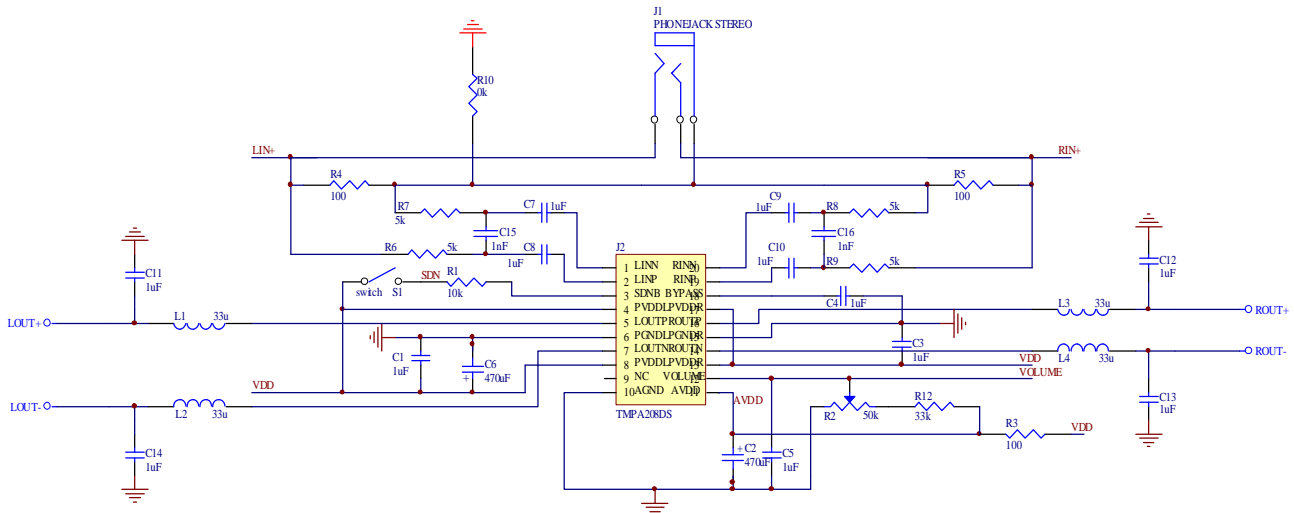 J1
PHONEJACK STEREO
R10
0k
LIN+
RIN+
R4
100
R5
100
R7
5k
C7
1uF
C9
1uF
R8
5k
C15
1nF
C16
1nF
R6
5k
C8
1uF
J2
C10
1uF
R9
5k
C11
1uF
C12
1uF
switch
S1
SDN
R1
10k
1 LINN RINN 20
2 LINP RINP 19
3 SDNB BYPASS 18
4 PVDDL PVDDR 17
5 LOUTP ROUTP 16
6 PGNDL PGNDR 15
7 LOUTN ROUTN 14
8 PVDDL PVDDR 13
9 NC VOLUME 12
10 AGND AVDD 11
TMPA208DS
C4
1uF
LOUT+
L1
33u
L3
33u
ROUT+
C1
1uF
C6
+
470uF
C3
1uF
L4
33u
ROUT-
VDD
VDD
VOLUME
AVDD
LOUT-
L2
33u
R2
50k
R12
33k
C13
1uF
R3
100
VDD
C14
1uF
+
C2
470uF
C5
1uF